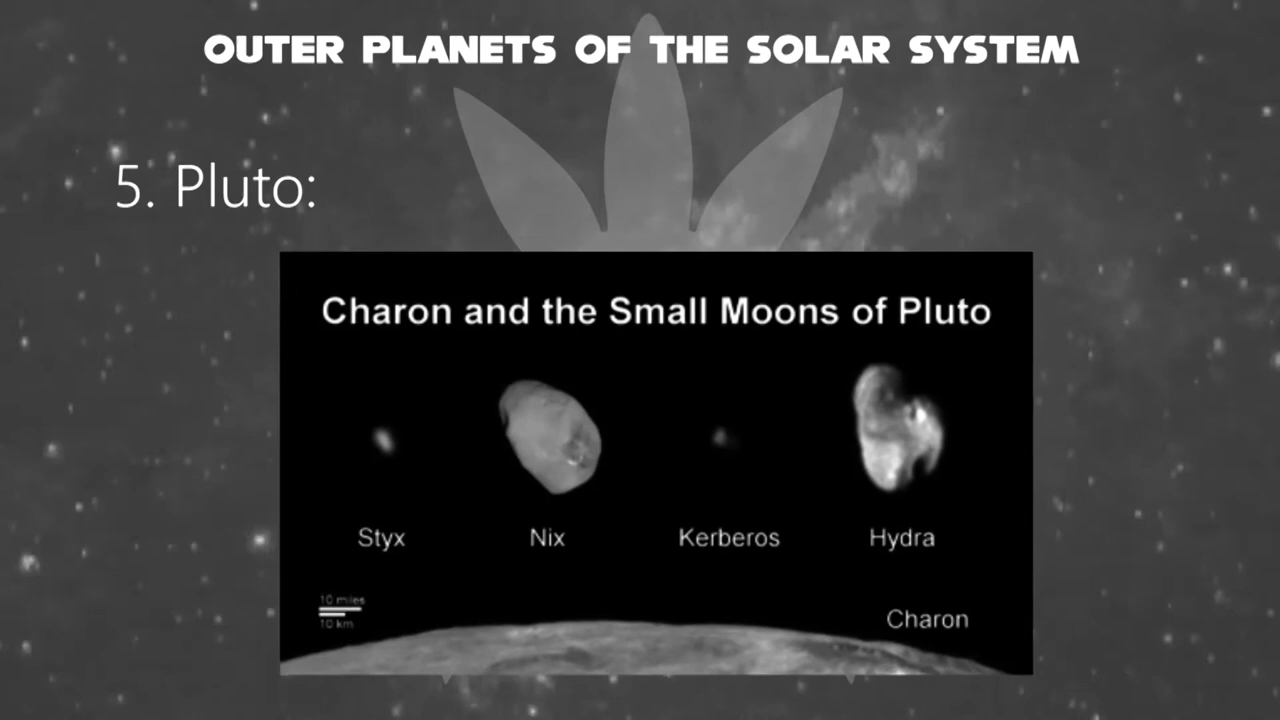 OUTER PLANETS OF THE SOLAR SYSTEM
5. Pluto:
Charon and the Small Moons of Pluto
Styx Nix Kerberos Hydra
10 miles
10 km
Charon